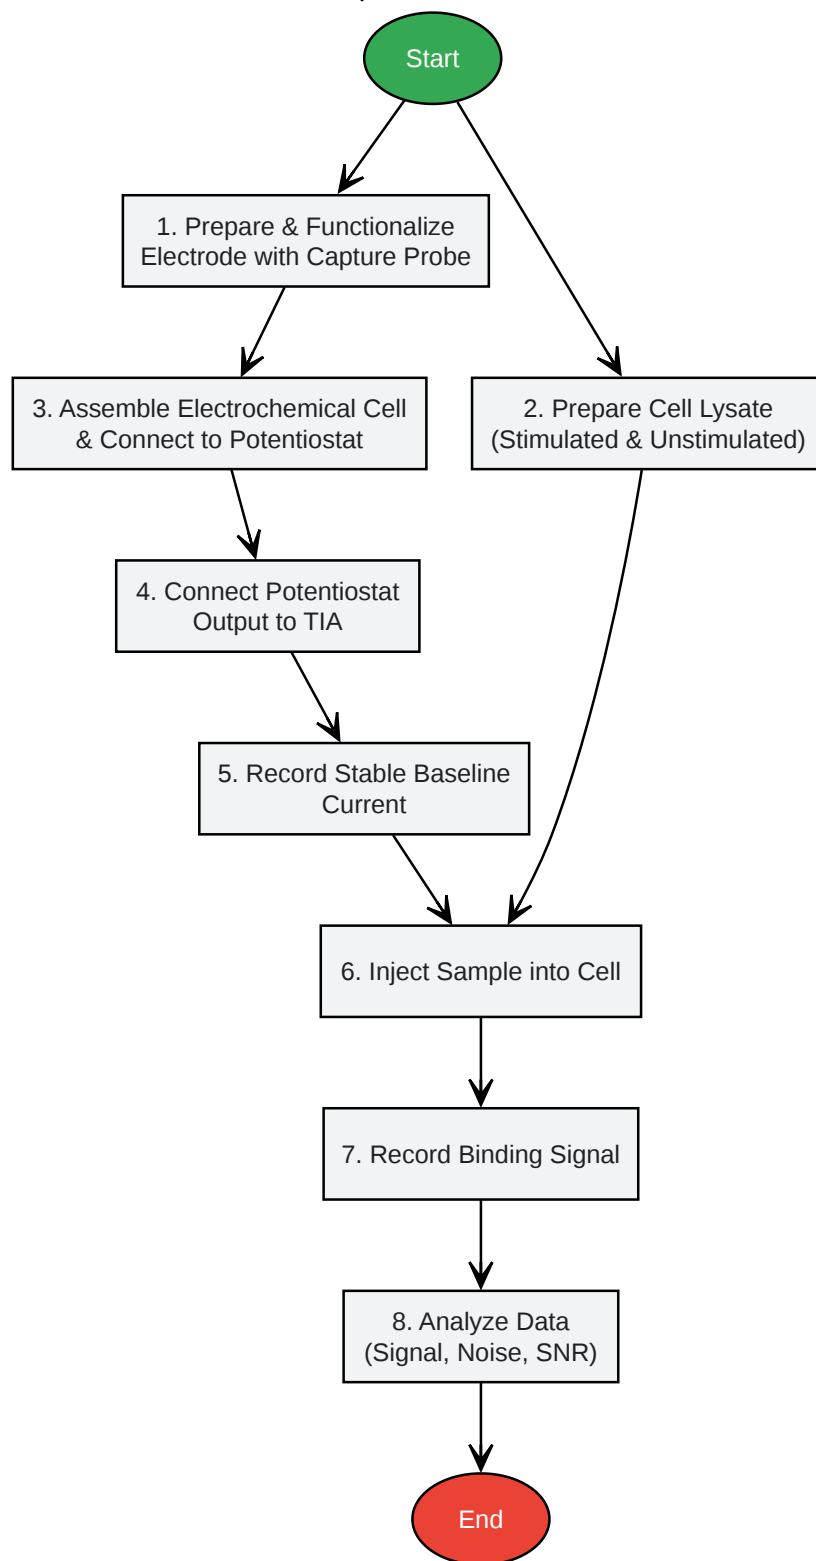 Start
1. Prepare & Functionalize
Electrode with Capture Probe
3. Assemble Electrochemical Cell
& Connect to Potentiostat
2. Prepare Cell Lysate
(Stimulated & Unstimulated)
4. Connect Potentiostat
Output to TIA
5. Record Stable Baseline
Current
6. Inject Sample into Cell
7. Record Binding Signal
8. Analyze Data
(Signal, Noise, SNR)
End